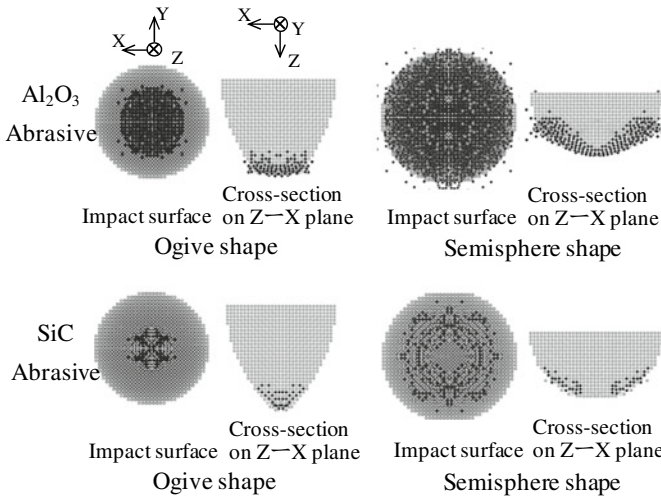 Y
X
Z
X
Y
Z
Al₂O₃
Abrasive
Impact surface
Cross-section
on Z—X plane
Ogive shape
Impact surface
Cross-section
on Z—X plane
Semisphere shape
SiC
Abrasive
Impact surface
Cross-section
on Z—X plane
Ogive shape
Impact surface
Cross-section
on Z—X plane
Semisphere shape